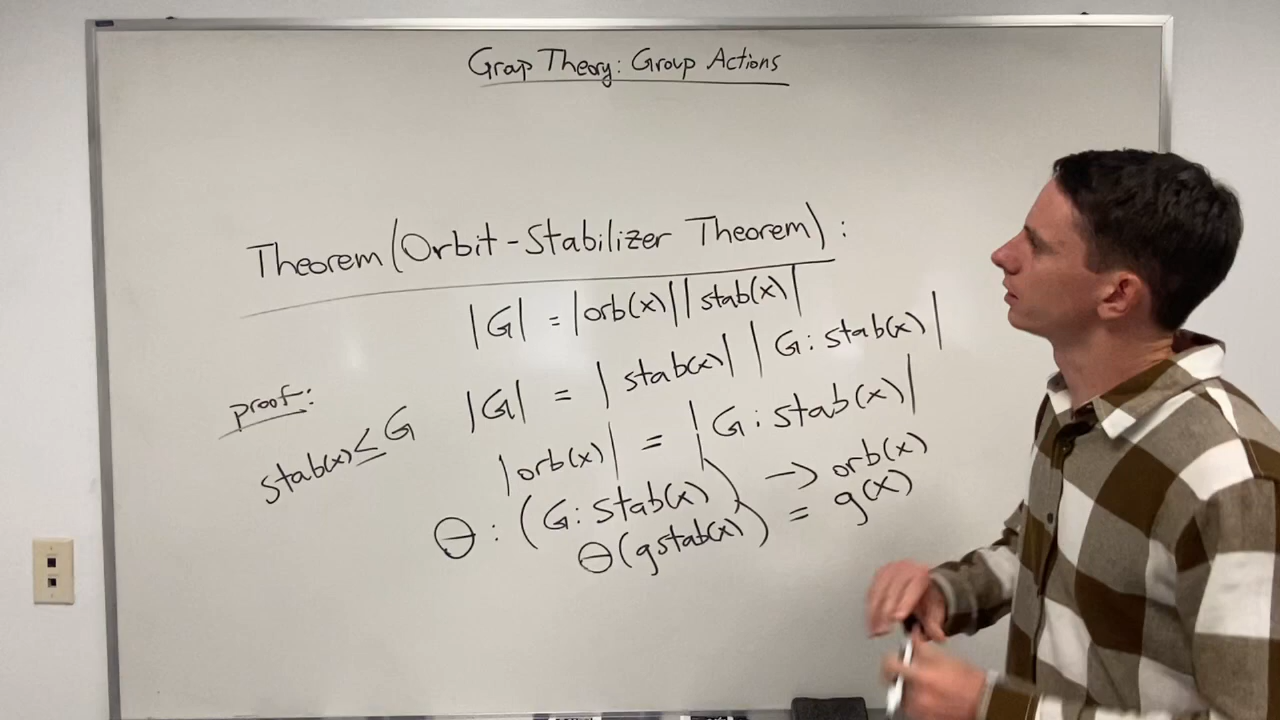 Grap Theory: Group Actions
Theorem (Orbit-Stabilizer Theorem):
|G| = |orb(x)||stab(x)|
proof:
stab(x) ≤ G |G| = |stab(x)| |G: stab(x)|
|orb(x)| = |G: stab(x)|
Θ: (G: stab(x)) → orb(x)
Θ(gstab(x)) = g(x)